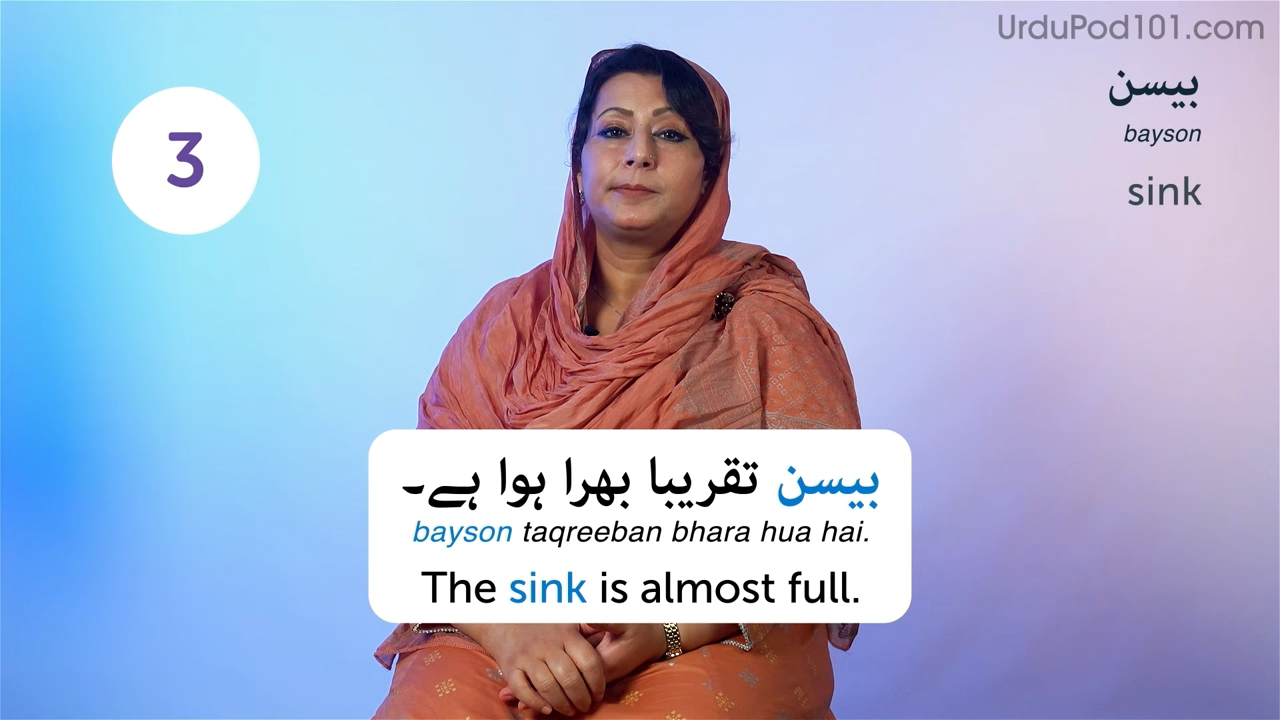 UrduPod101.com
3
بیسن
bayson
sink
بیسن تقریبا بھرا ہوا ہے۔
bayson taqreeban bhara hua hai.
The sink is almost full.